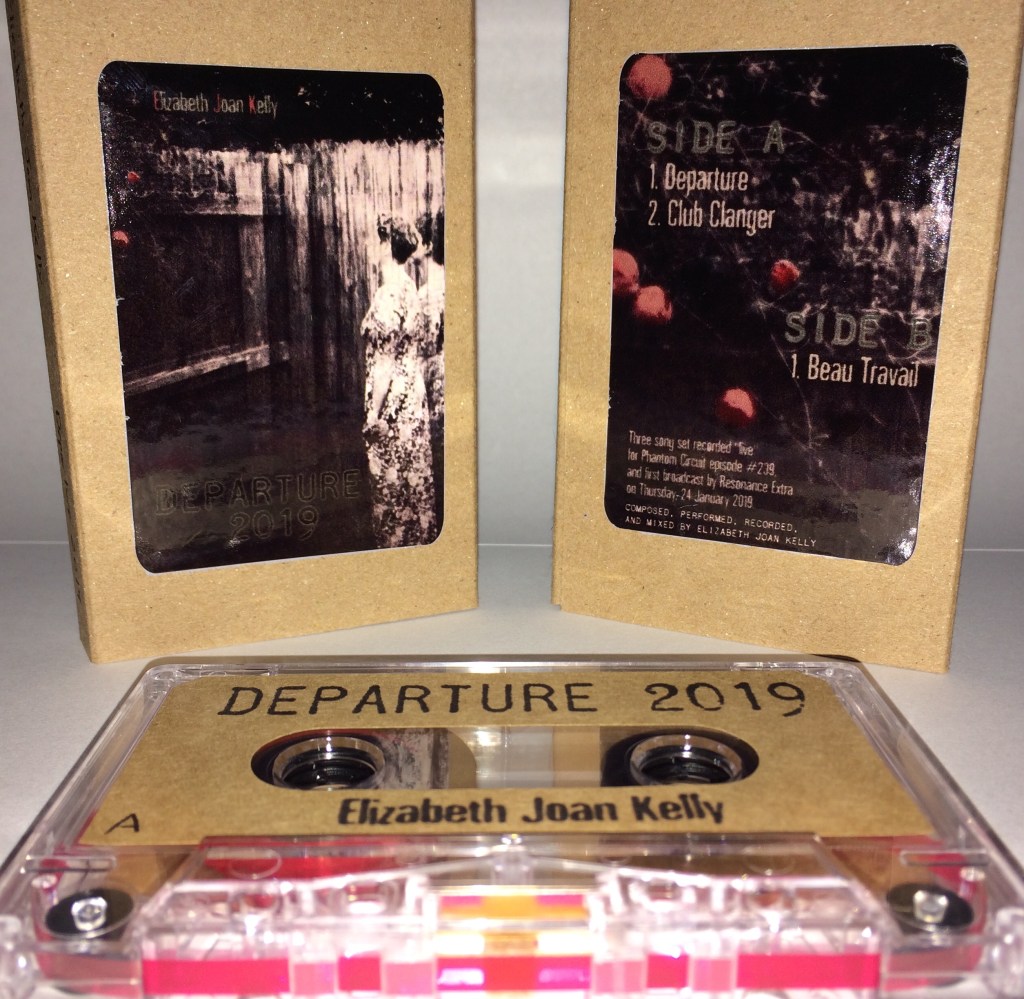 Elizabeth Joan Kelly
DEPARTURE
2019
SIDE A
1. Departure
2. Club Clanger
SIDE B
1. Beau Travail
Three song set recorded "live"
for Phantom Circuit episode #239,
and first broadcast by Resonance Extra
on Thursday, 24 January 2019.
COMPOSED, PERFORMED, RECORDED,
AND MIXED BY ELIZABETH JOAN KELLY
DEPARTURE 2019
Elizabeth Joan Kelly
A